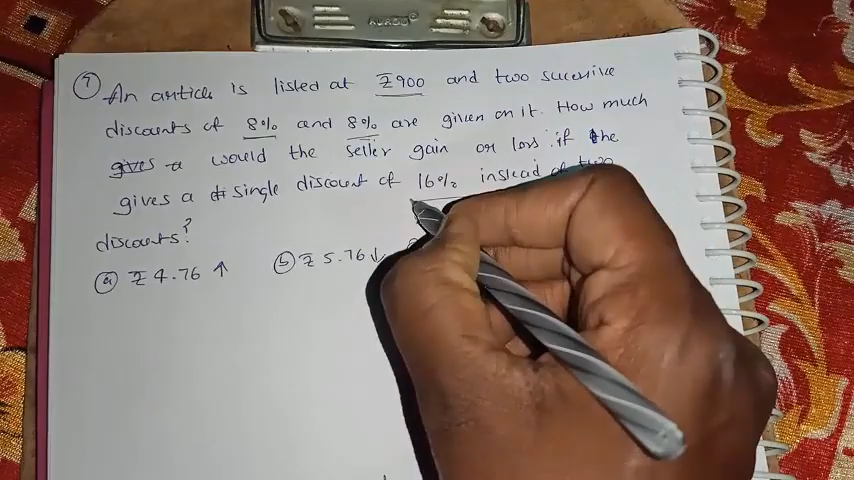 KURSO
7 An article is listed at ₹900 and two successive
discounts of 8% and 8% are given on it. How much
would the seller gain or loss if the
gives a single discount of 16% instead of two
discounts?
a ₹ 4.76 ↑ b ₹ 5.76 ↓